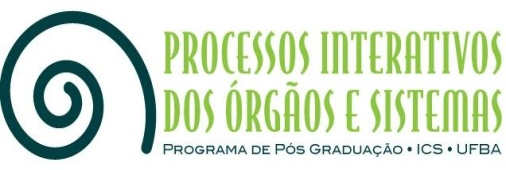 PROCESSOS INTERATIVOS
DOS ÓRGÃOS E SISTEMAS
PROGRAMA DE PÓS GRADUAÇÃO • ICS • UFBA